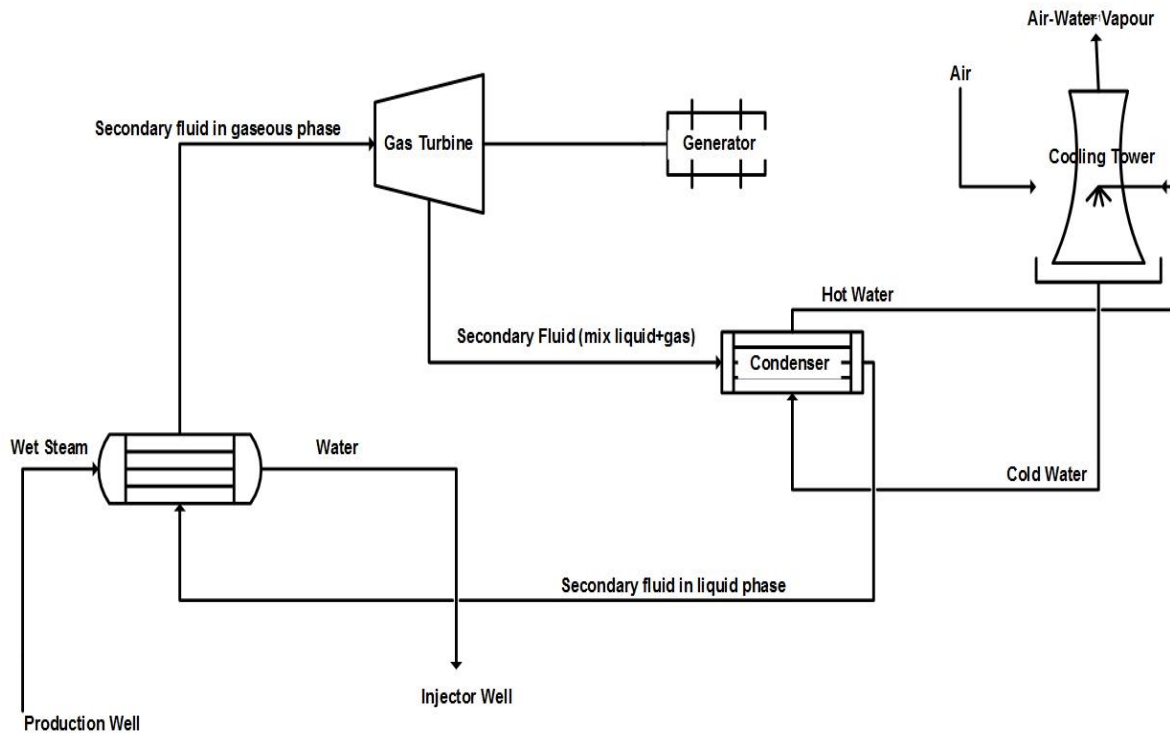 Air-Water Vapour
Air
Secondary fluid in gaseous phase
Gas Turbine
Generator
Cooling Tower
Hot Water
Secondary Fluid (mix liquid+gas)
Condenser
Wet Steam
Water
Cold Water
Secondary fluid in liquid phase
Injector Well
Production Well